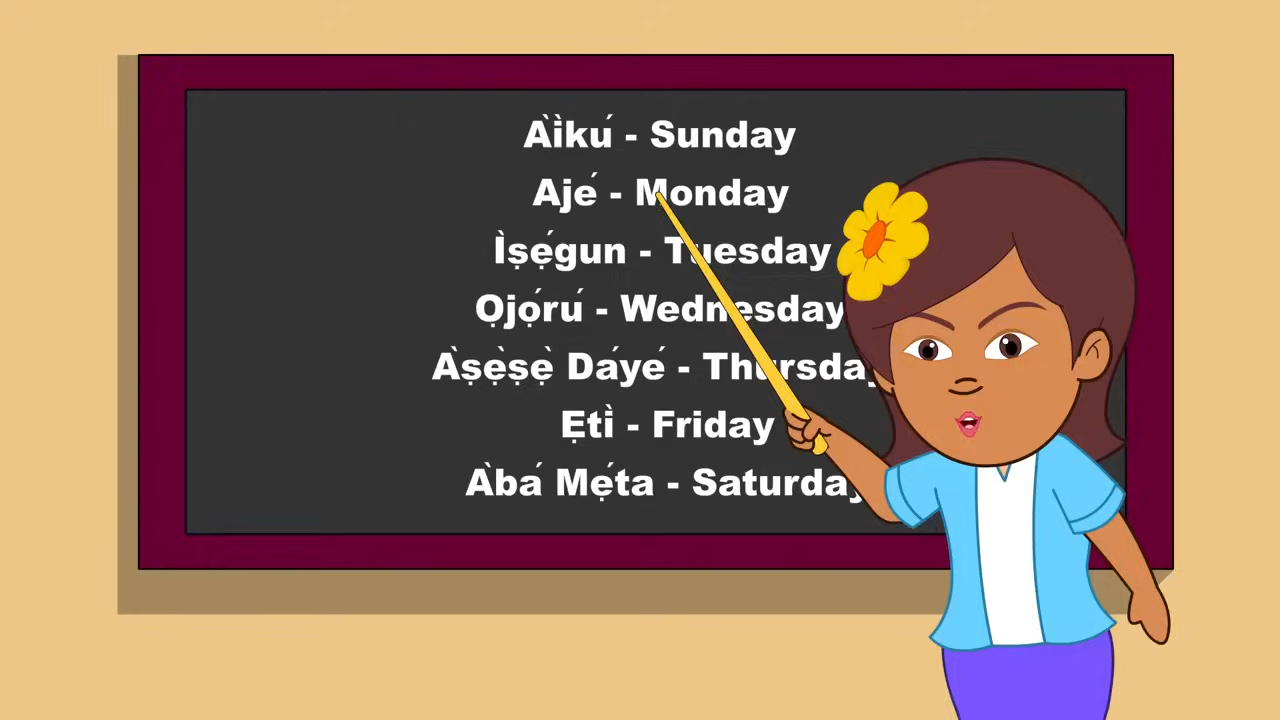 Àìkú - Sunday
Ajé - Monday
Ìṣẹ́gun - Tuesday
Ọjọ́rú - Wednesday
Àṣẹ̀ṣẹ̀ Dáyé - Thursday
Ẹtì - Friday
Àbá Mẹ́ta - Saturday